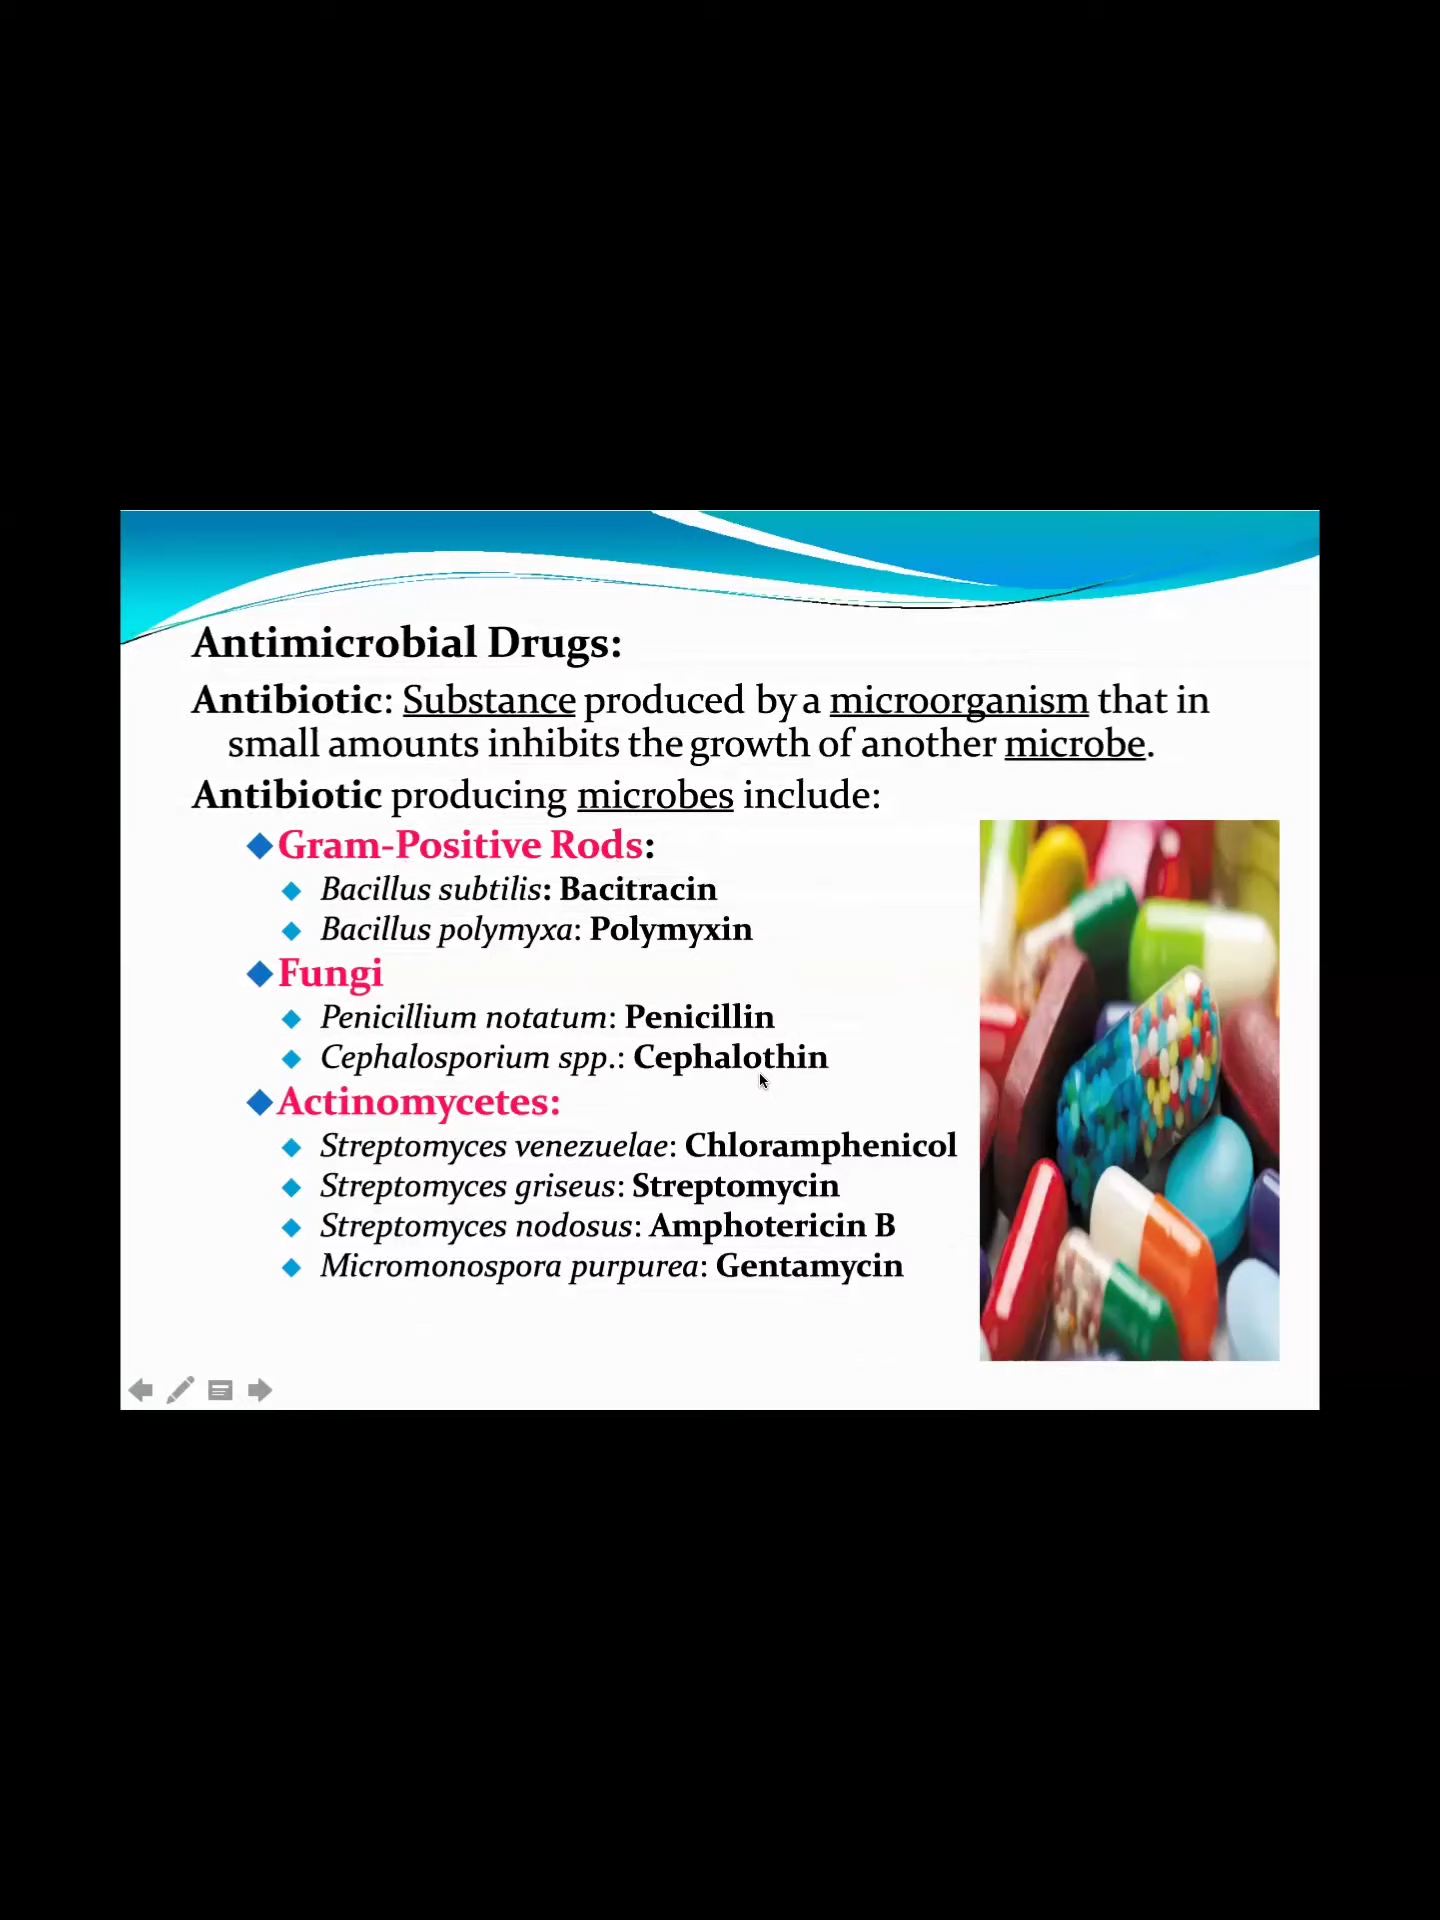 Antimicrobial Drugs:
Antibiotic: Substance produced by a microorganism that in
small amounts inhibits the growth of another microbe.
Antibiotic producing microbes include:
Gram-Positive Rods:
Bacillus subtilis: Bacitracin
Bacillus polymyxa: Polymyxin
Fungi
Penicillium notatum: Penicillin
Cephalosporium spp.: Cephalothin
Actinomycetes:
Streptomyces venezuelae: Chloramphenicol
Streptomyces griseus: Streptomycin
Streptomyces nodosus: Amphotericin B
Micromonospora purpurea: Gentamycin